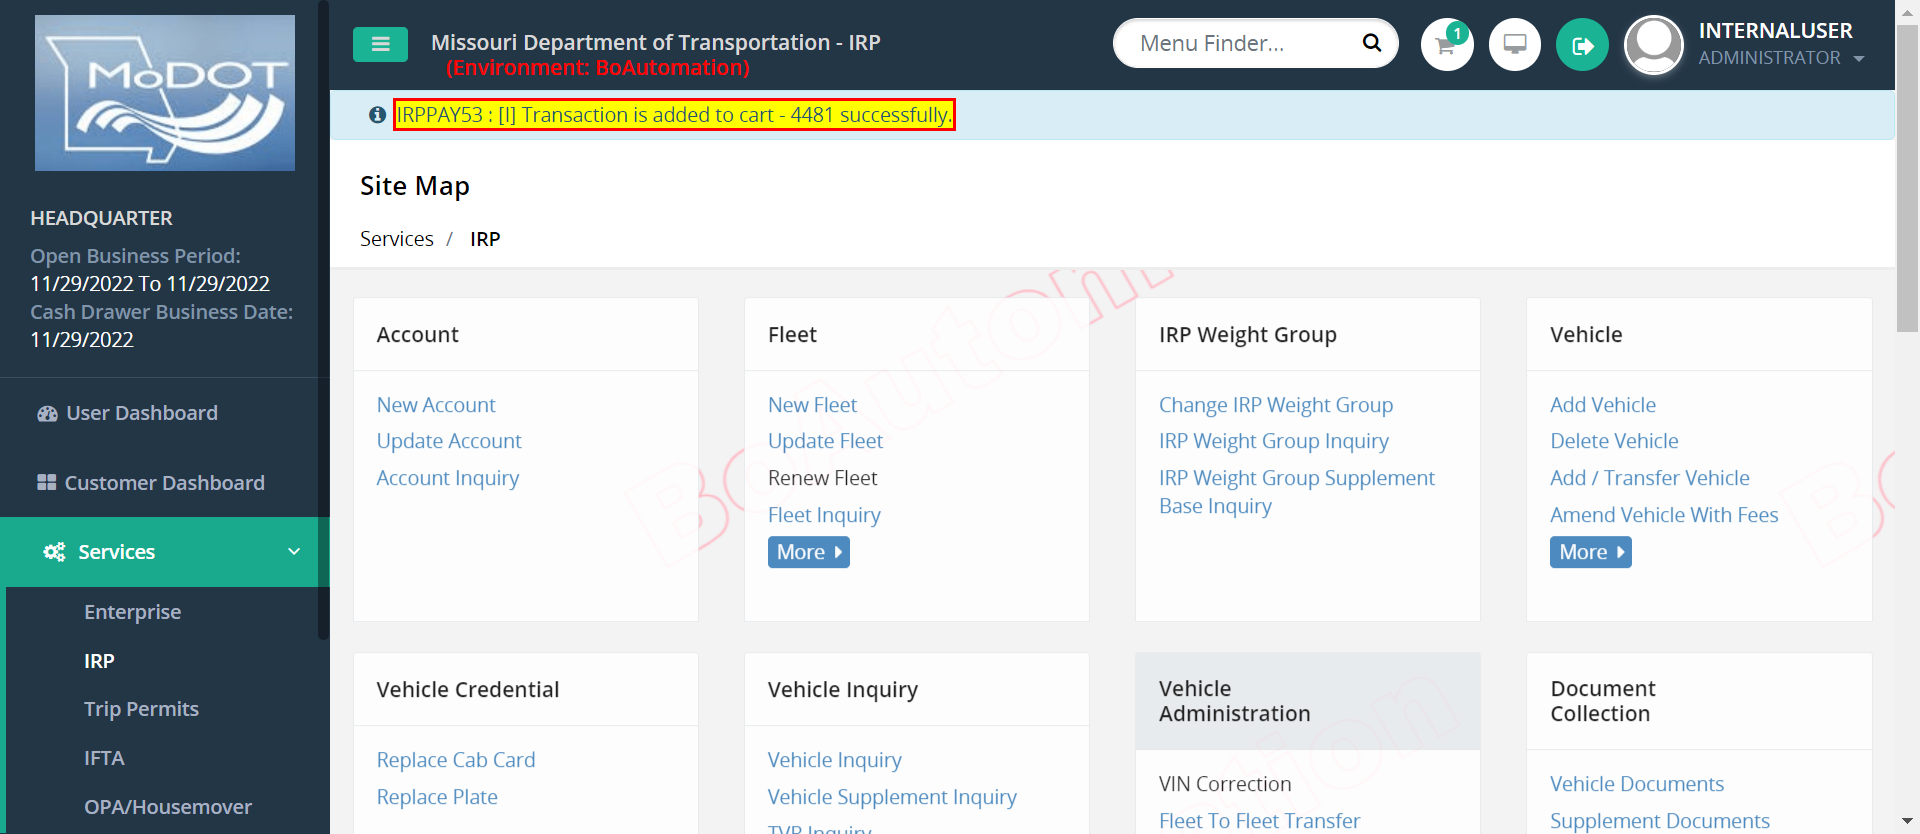 MoDOT
Missouri Department of Transportation - IRP
(Environment: BoAutomation)
Menu Finder...
1
INTERNALUSER
ADMINISTRATOR
IRPPAY53 : [I] Transaction is added to cart - 4481 successfully.
HEADQUARTER
Open Business Period:
11/29/2022 To 11/29/2022
Cash Drawer Business Date:
11/29/2022
User Dashboard
Customer Dashboard
Services
Enterprise
IRP
Trip Permits
IFTA
OPA/Housemover
Site Map
Services / IRP
Account
New Account
Update Account
Account Inquiry
Fleet
New Fleet
Update Fleet
Renew Fleet
Fleet Inquiry
More
IRP Weight Group
Change IRP Weight Group
IRP Weight Group Inquiry
IRP Weight Group Supplement
Base Inquiry
Vehicle
Add Vehicle
Delete Vehicle
Add / Transfer Vehicle
Amend Vehicle With Fees
More
Vehicle Credential
Replace Cab Card
Replace Plate
Vehicle Inquiry
Vehicle Inquiry
Vehicle Supplement Inquiry
TVR Inquiry
Vehicle
Administration
VIN Correction
Fleet To Fleet Transfer
Document
Collection
Vehicle Documents
Supplement Documents